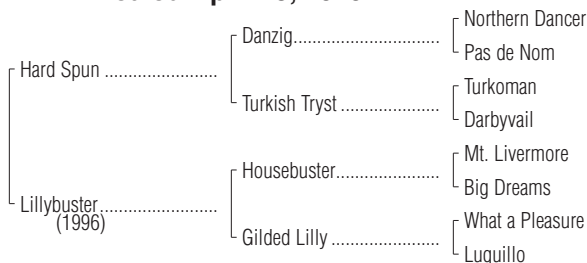 Northern Dancer
Danzig
Pas de Nom
Hard Spun
Turkoman
Turkish Tryst
Darbyvail
Mt. Livermore
Housebuster
Big Dreams
Lillybuster
(1996)
What a Pleasure
Gilded Lilly
Luquillo